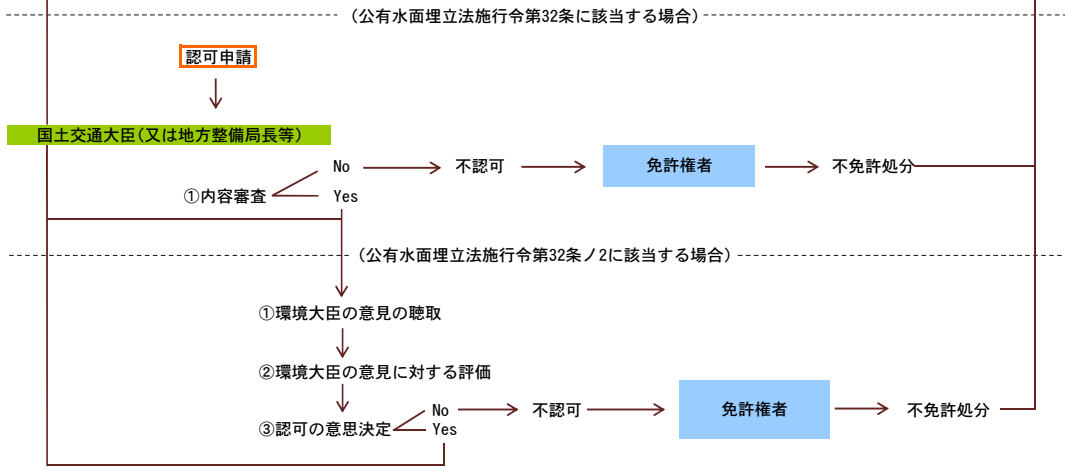 （公有水面埋立法施行令第32条に該当する場合）
認可申請
国土交通大臣（又は地方整備局長等）
No
不認可
免許権者
不免許処分
①内容審査
Yes
（公有水面埋立法施行令第32条ノ2に該当する場合）
①環境大臣の意見の聴取
②環境大臣の意見に対する評価
No
不認可
免許権者
不免許処分
③認可の意思決定
Yes